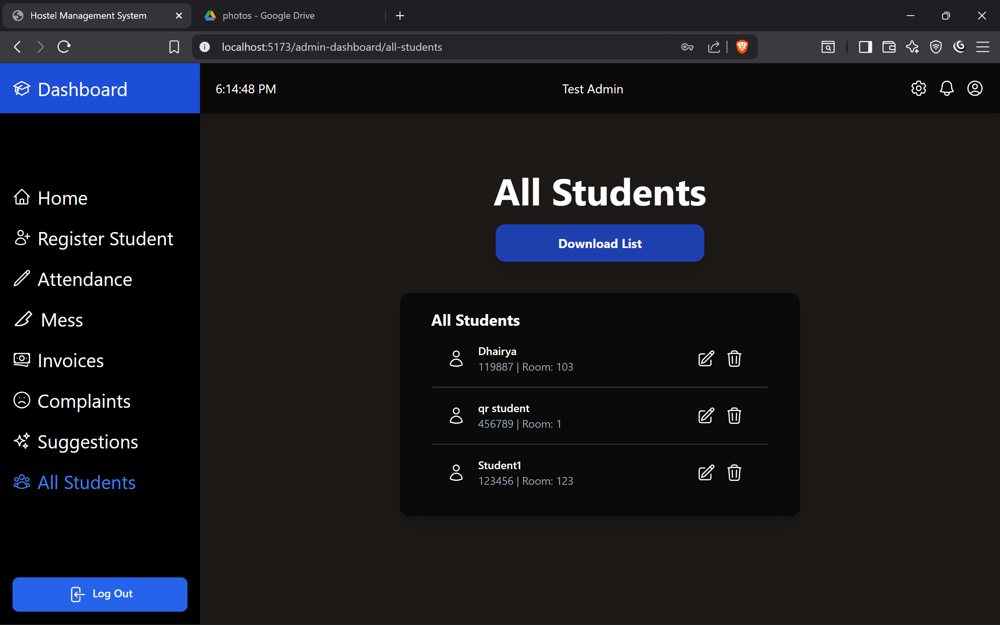 Hostel Management System
photos - Google Drive
localhost:5173/admin-dashboard/all-students
Dashboard
6:14:48 PM
Test Admin
Home
Register Student
Attendance
Mess
Invoices
Complaints
Suggestions
All Students
Log Out
All Students
Download List
All Students
Dhairya
119887 | Room: 103
qr student
456789 | Room: 1
Student1
123456 | Room: 123